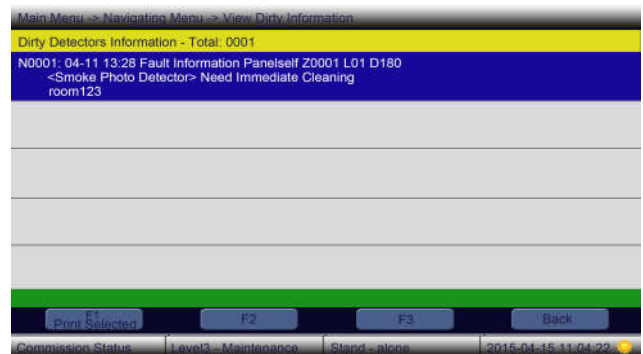 Main Menu -> Navigating Menu -> View Dirty Information
Dirty Detectors Information - Total: 0001
N0001: 04-11 13:28 Fault Information Panelself Z0001 L01 D180
<Smoke Photo Detector> Need Immediate Cleaning
room123
F1
Print Selected
F2
F3
Back
Commission Status
Level3 - Maintenance
Stand - alone
2015-04-15 11:04:22